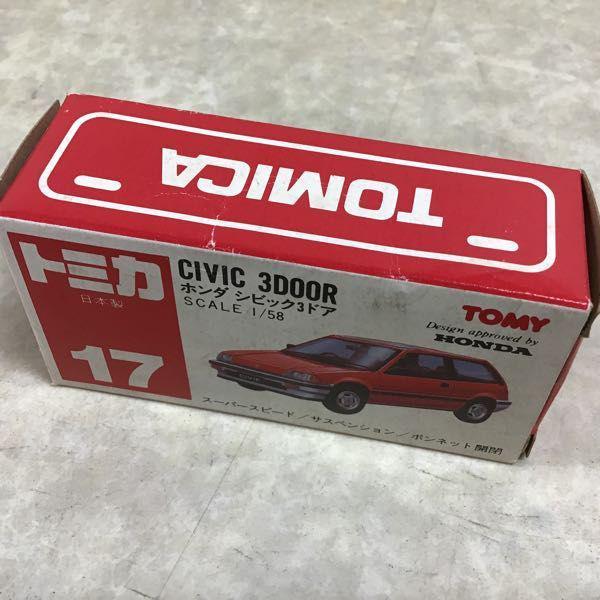 TOMICA
トミカ
日本製
17
CIVIC 3DOOR
ホンダ シビック3ドア
SCALE 1/58
TOMY
Design approved by
HONDA
スーパースピード/サスペンション/ボンネット開閉